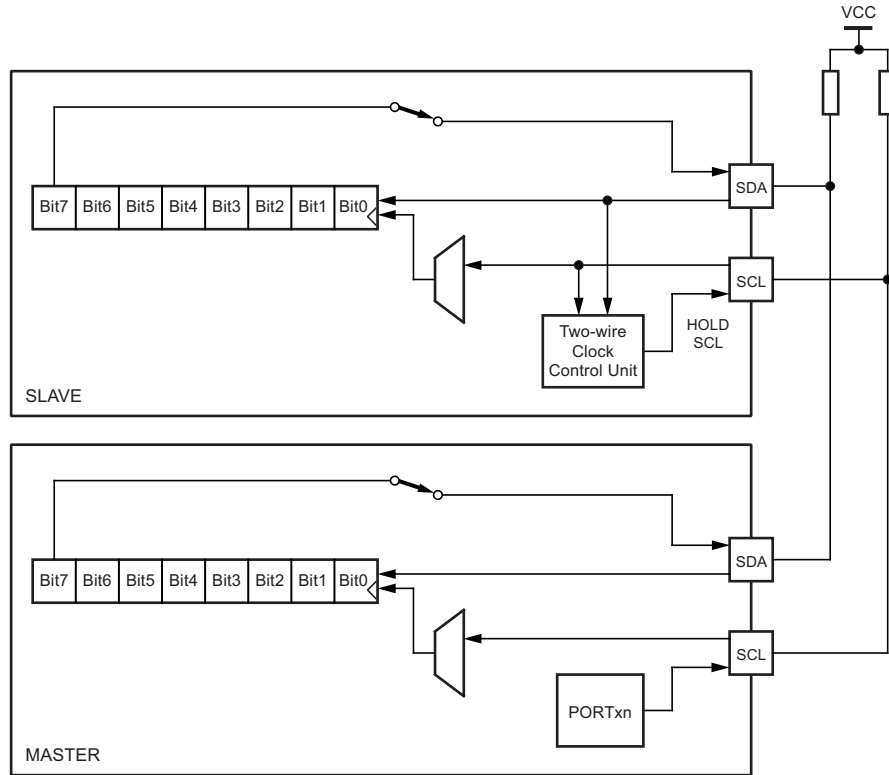 VCC
Bit7 Bit6 Bit5 Bit4 Bit3 Bit2 Bit1 Bit0
SDA
SCL
Two-wire
Clock
Control Unit
HOLD
SCL
SLAVE
Bit7 Bit6 Bit5 Bit4 Bit3 Bit2 Bit1 Bit0
SDA
SCL
PORTxn
MASTER